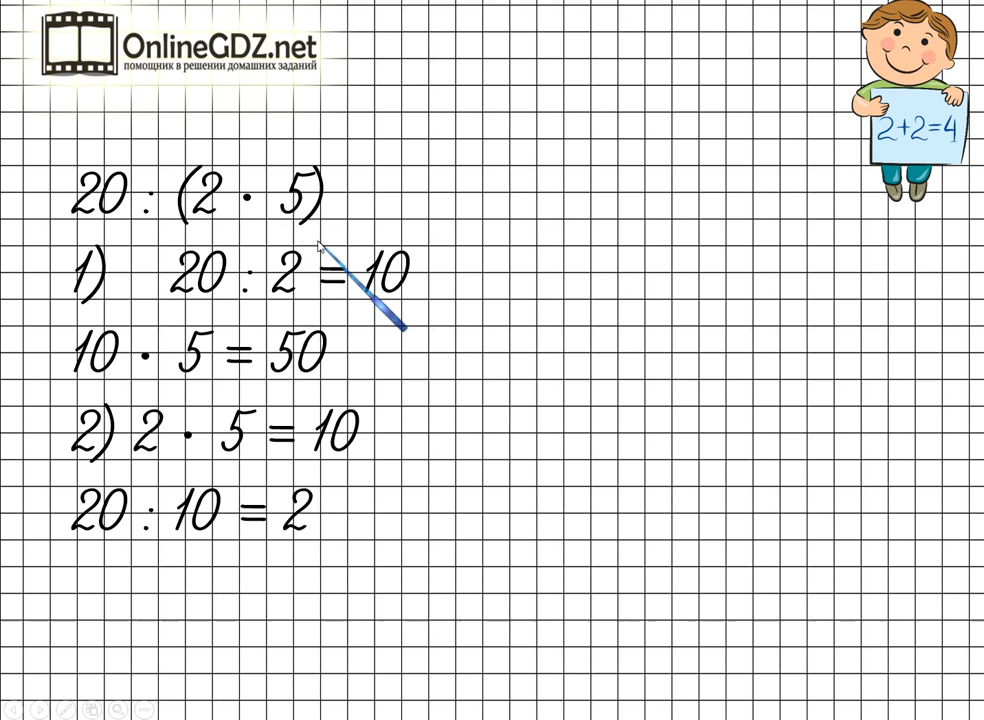 OnlineGDZ.net
помощник в решении домашних заданий
2+2=4
20 : (2 · 5)
1) 20 : 2 = 10
10 · 5 = 50
2) 2 · 5 = 10
20 : 10 = 2